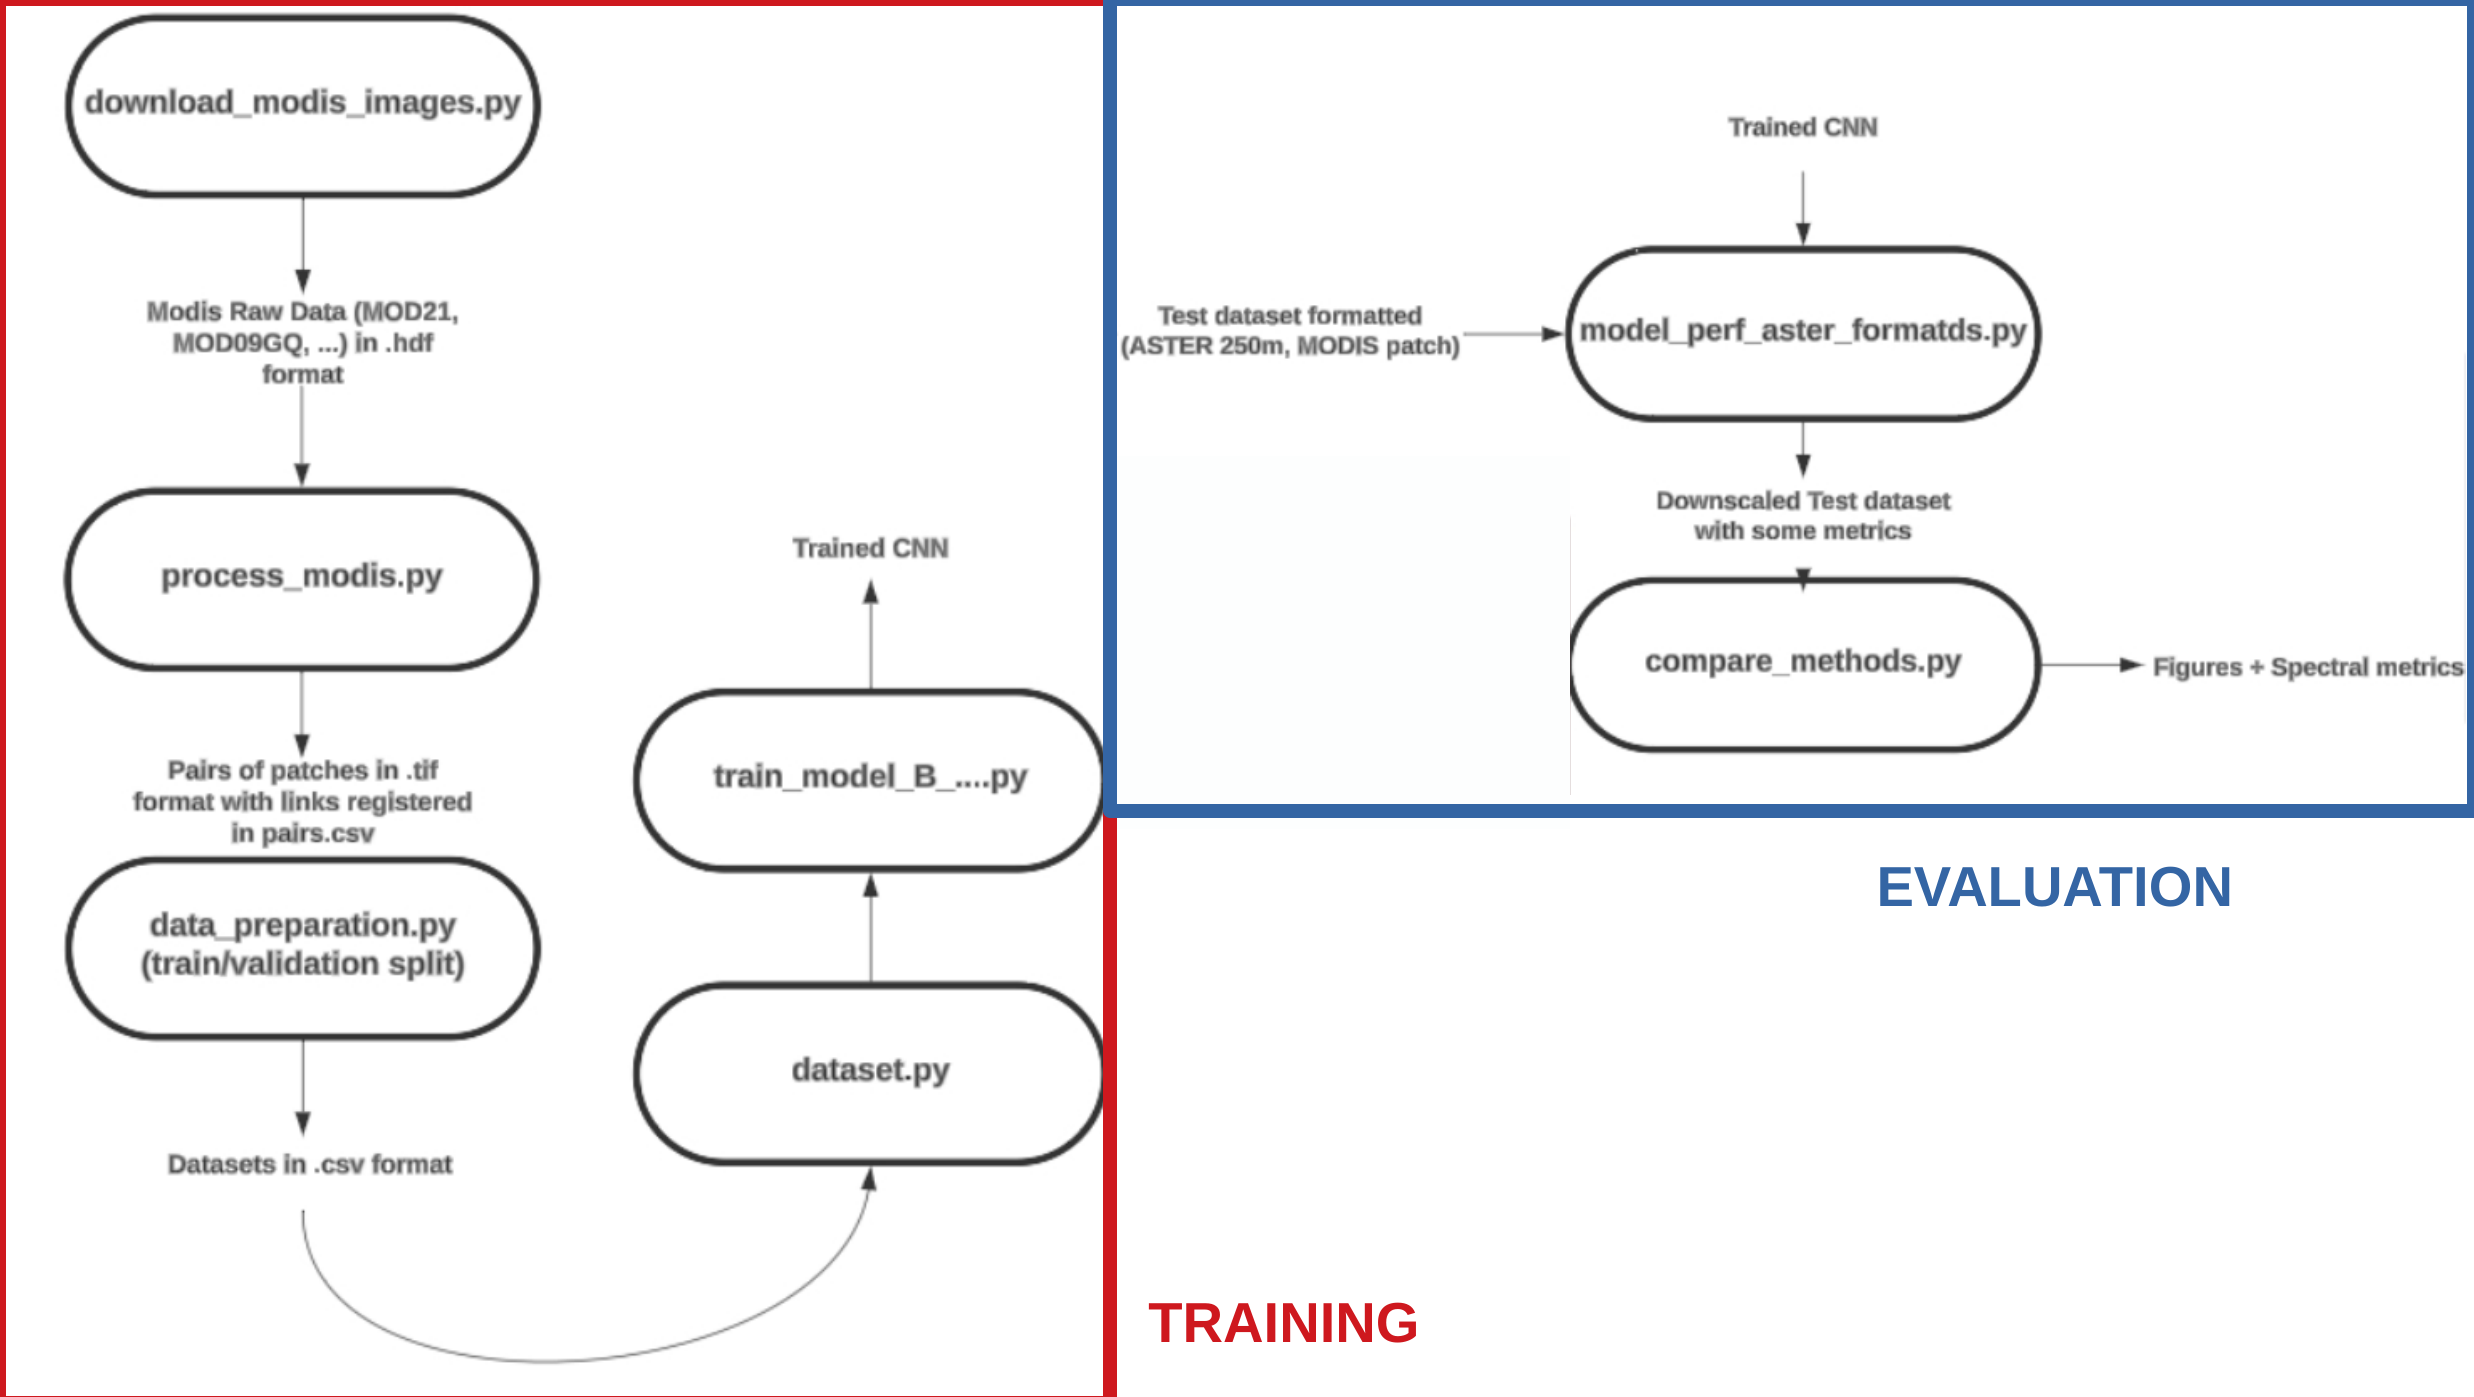 download_modis_images.py
Modis Raw Data (MOD21,
MOD09GQ, ...) in .hdf
format
process_modis.py
Pairs of patches in .tif
format with links registered
in pairs.csv
data_preparation.py
(train/validation split)
Datasets in .csv format
dataset.py
train_model_B_....py
Trained CNN
TRAINING
Trained CNN
Test dataset formatted
(ASTER 250m, MODIS patch)
model_perf_aster_formatds.py
Downscaled Test dataset
with some metrics
compare_methods.py
Figures + Spectral metrics
EVALUATION